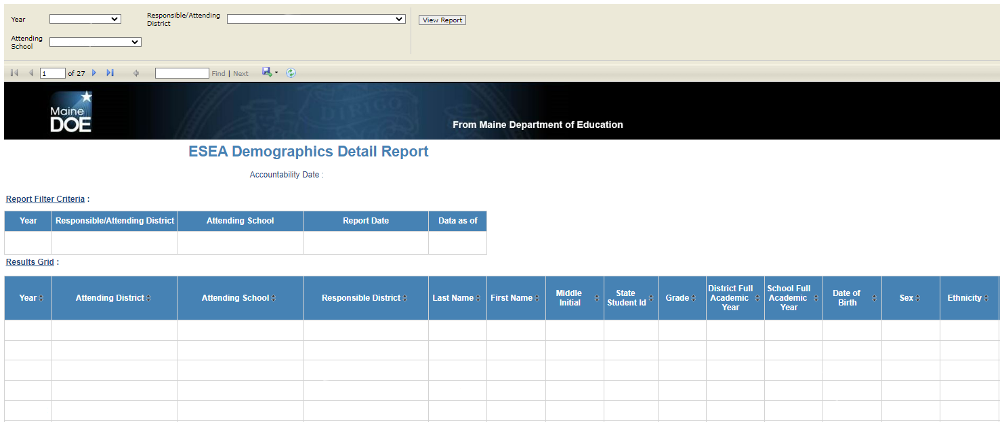 Year
Responsible/Attending
District
View Report
Attending
School
1 of 27 Find | Next
Maine
DOE
DIRIGO
From Maine Department of Education
ESEA Demographics Detail Report
Accountability Date :
Report Filter Criteria :
Year Responsible/Attending District Attending School Report Date Data as of
Results Grid :
Year Attending District Attending School Responsible District Last Name First Name Middle Initial State Student Id Grade District Full Academic Year School Full Academic Year Date of Birth Sex Ethnicity